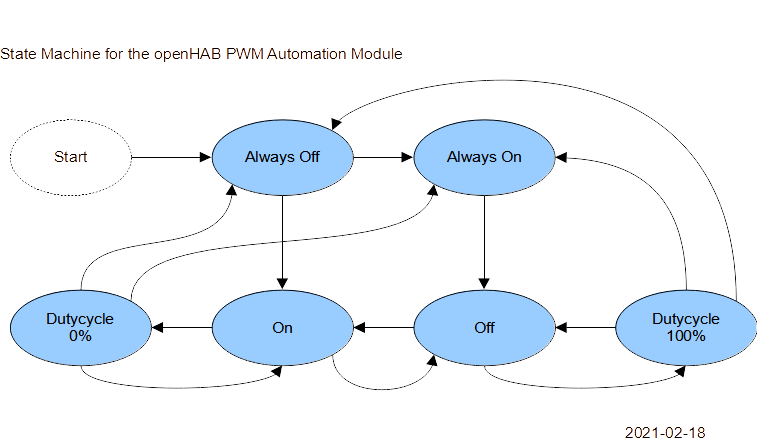 State Machine for the openHAB PWM Automation Module
Start
Always Off
Always On
Dutycycle
0%
On
Off
Dutycycle
100%
2021-02-18